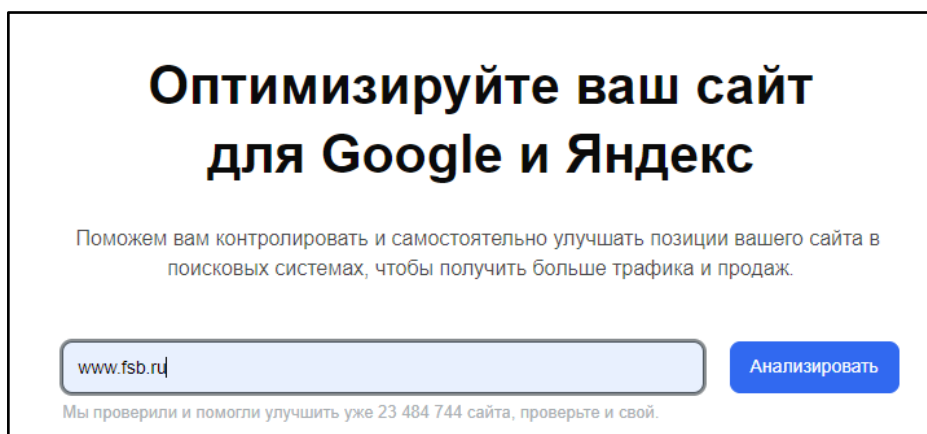 Оптимизируйте ваш сайт
для Google и Яндекс
Поможем вам контролировать и самостоятельно улучшать позиции вашего сайта в
поисковых системах, чтобы получить больше трафика и продаж.
www.fsb.ru
Анализировать
Мы проверили и помогли улучшить уже 23 484 744 сайта, проверьте и свой.